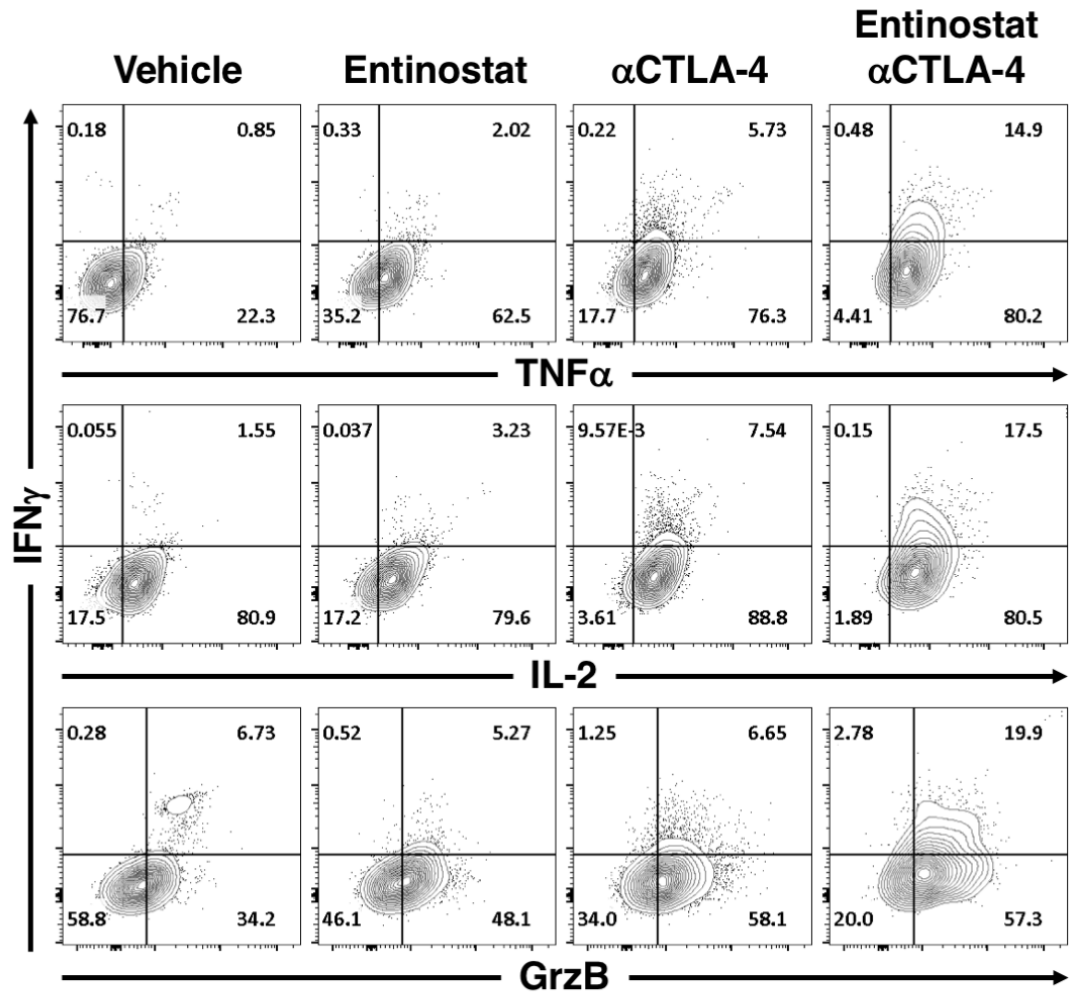 Vehicle
Entinostat
αCTLA-4
Entinostat
αCTLA-4
0.18 0.85
76.7 22.3
0.33 2.02
35.2 62.5
0.22 5.73
17.7 76.3
0.48 14.9
4.41 80.2
TNFα
0.055 1.55
17.5 80.9
0.037 3.23
17.2 79.6
9.57E-3 7.54
3.61 88.8
0.15 17.5
1.89 80.5
IFNγ
IL-2
0.28 6.73
58.8 34.2
0.52 5.27
46.1 48.1
1.25 6.65
34.0 58.1
2.78 19.9
20.0 57.3
GrzB